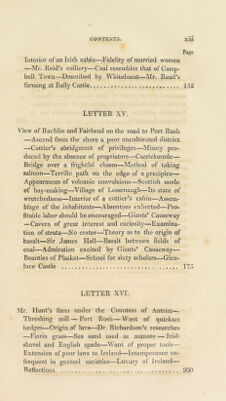 CONTENTS. xiii
Page
Interior of an Irish cabin—Fidelity of married women
—Mr. Reid's colliery—Coal resembles that of Camp-
bell Town—Described by Whitehurst—Mr. Read's
farming at Bally Castle 152
LETTER XV.
View of Rachlin and Fairhead on the road to Port Rush
—Ascend from the shore a poor uncultivated district
—Cottier's abridgment of privileges—Misery pro-
duced by the absence of proprietors—Carrickarede—
Bridge over a frightful chasm—Method of taking
salmon—Terrific path on the edge of a precipice—
Appearances of volcanic convulsions—Scottish mode
of hay-making—Village of Lessernagh—Its state of
wretchedness—Interior of a cottier's cabin—Assem-
blage of the inhabitants—Absentees exhorted—Pro-
fitable labor should be encouraged—Giants' Causeway
—Cavern of great interest and curiosity—Examina-
tion of strata—No crater—Theory as to the origin of
basalt—Sir James Hall—Basalt between fields of
coal—Admiration excited by Giants' Causeway—
Beauties of Plasket—School for sixty scholars—Glen-
luce Castle 175
LETTER XVI.
Mr. Hunt's farm under the Countess of Antrim—
Threshing mill — Port Rush—Want of quickset
hedges—Origin of lava—Dr. Richardson's researches
—Fiorin grass—Sea sand used as manure — Irish
shovel and English spade—Want of proper tools—
Extension of poor laws to Ireland—Intemperance un-
frequent in genteel societies—Luxury of Ireland—
Reflections 200